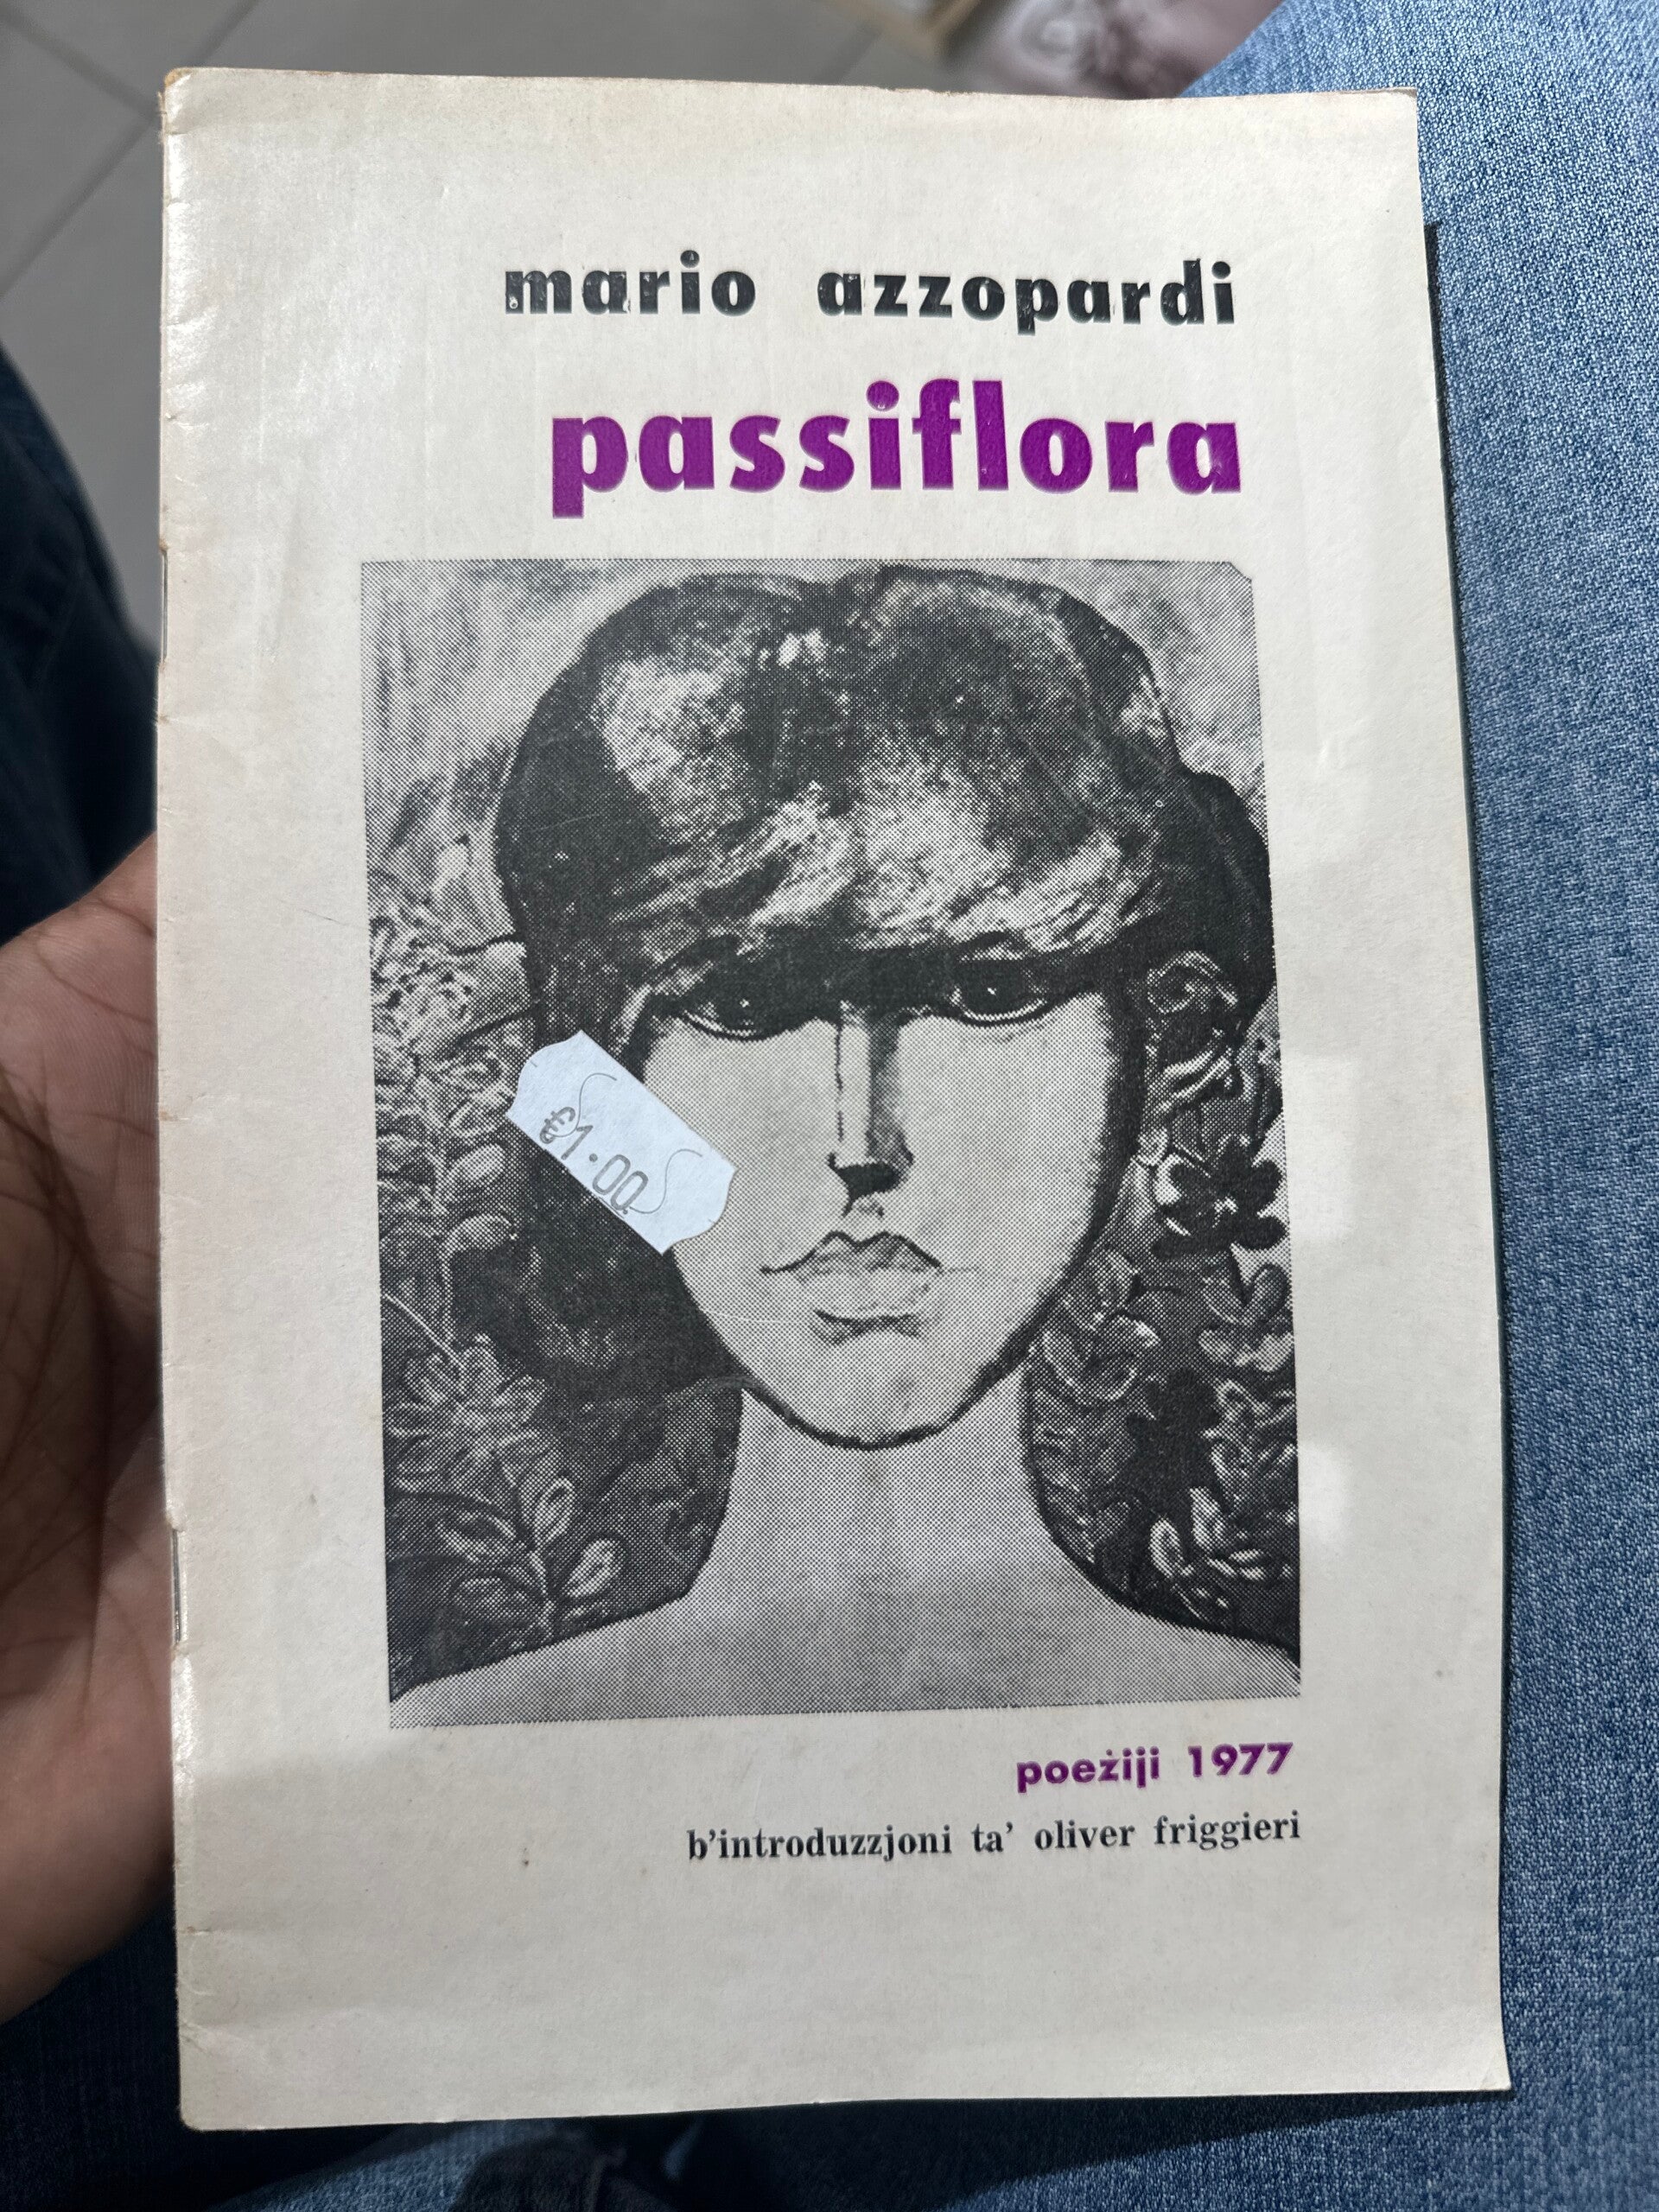 mario azzopardi
passiflora
€1.00
poeżiji 1977
b'introduzzjoni ta' oliver friggieri